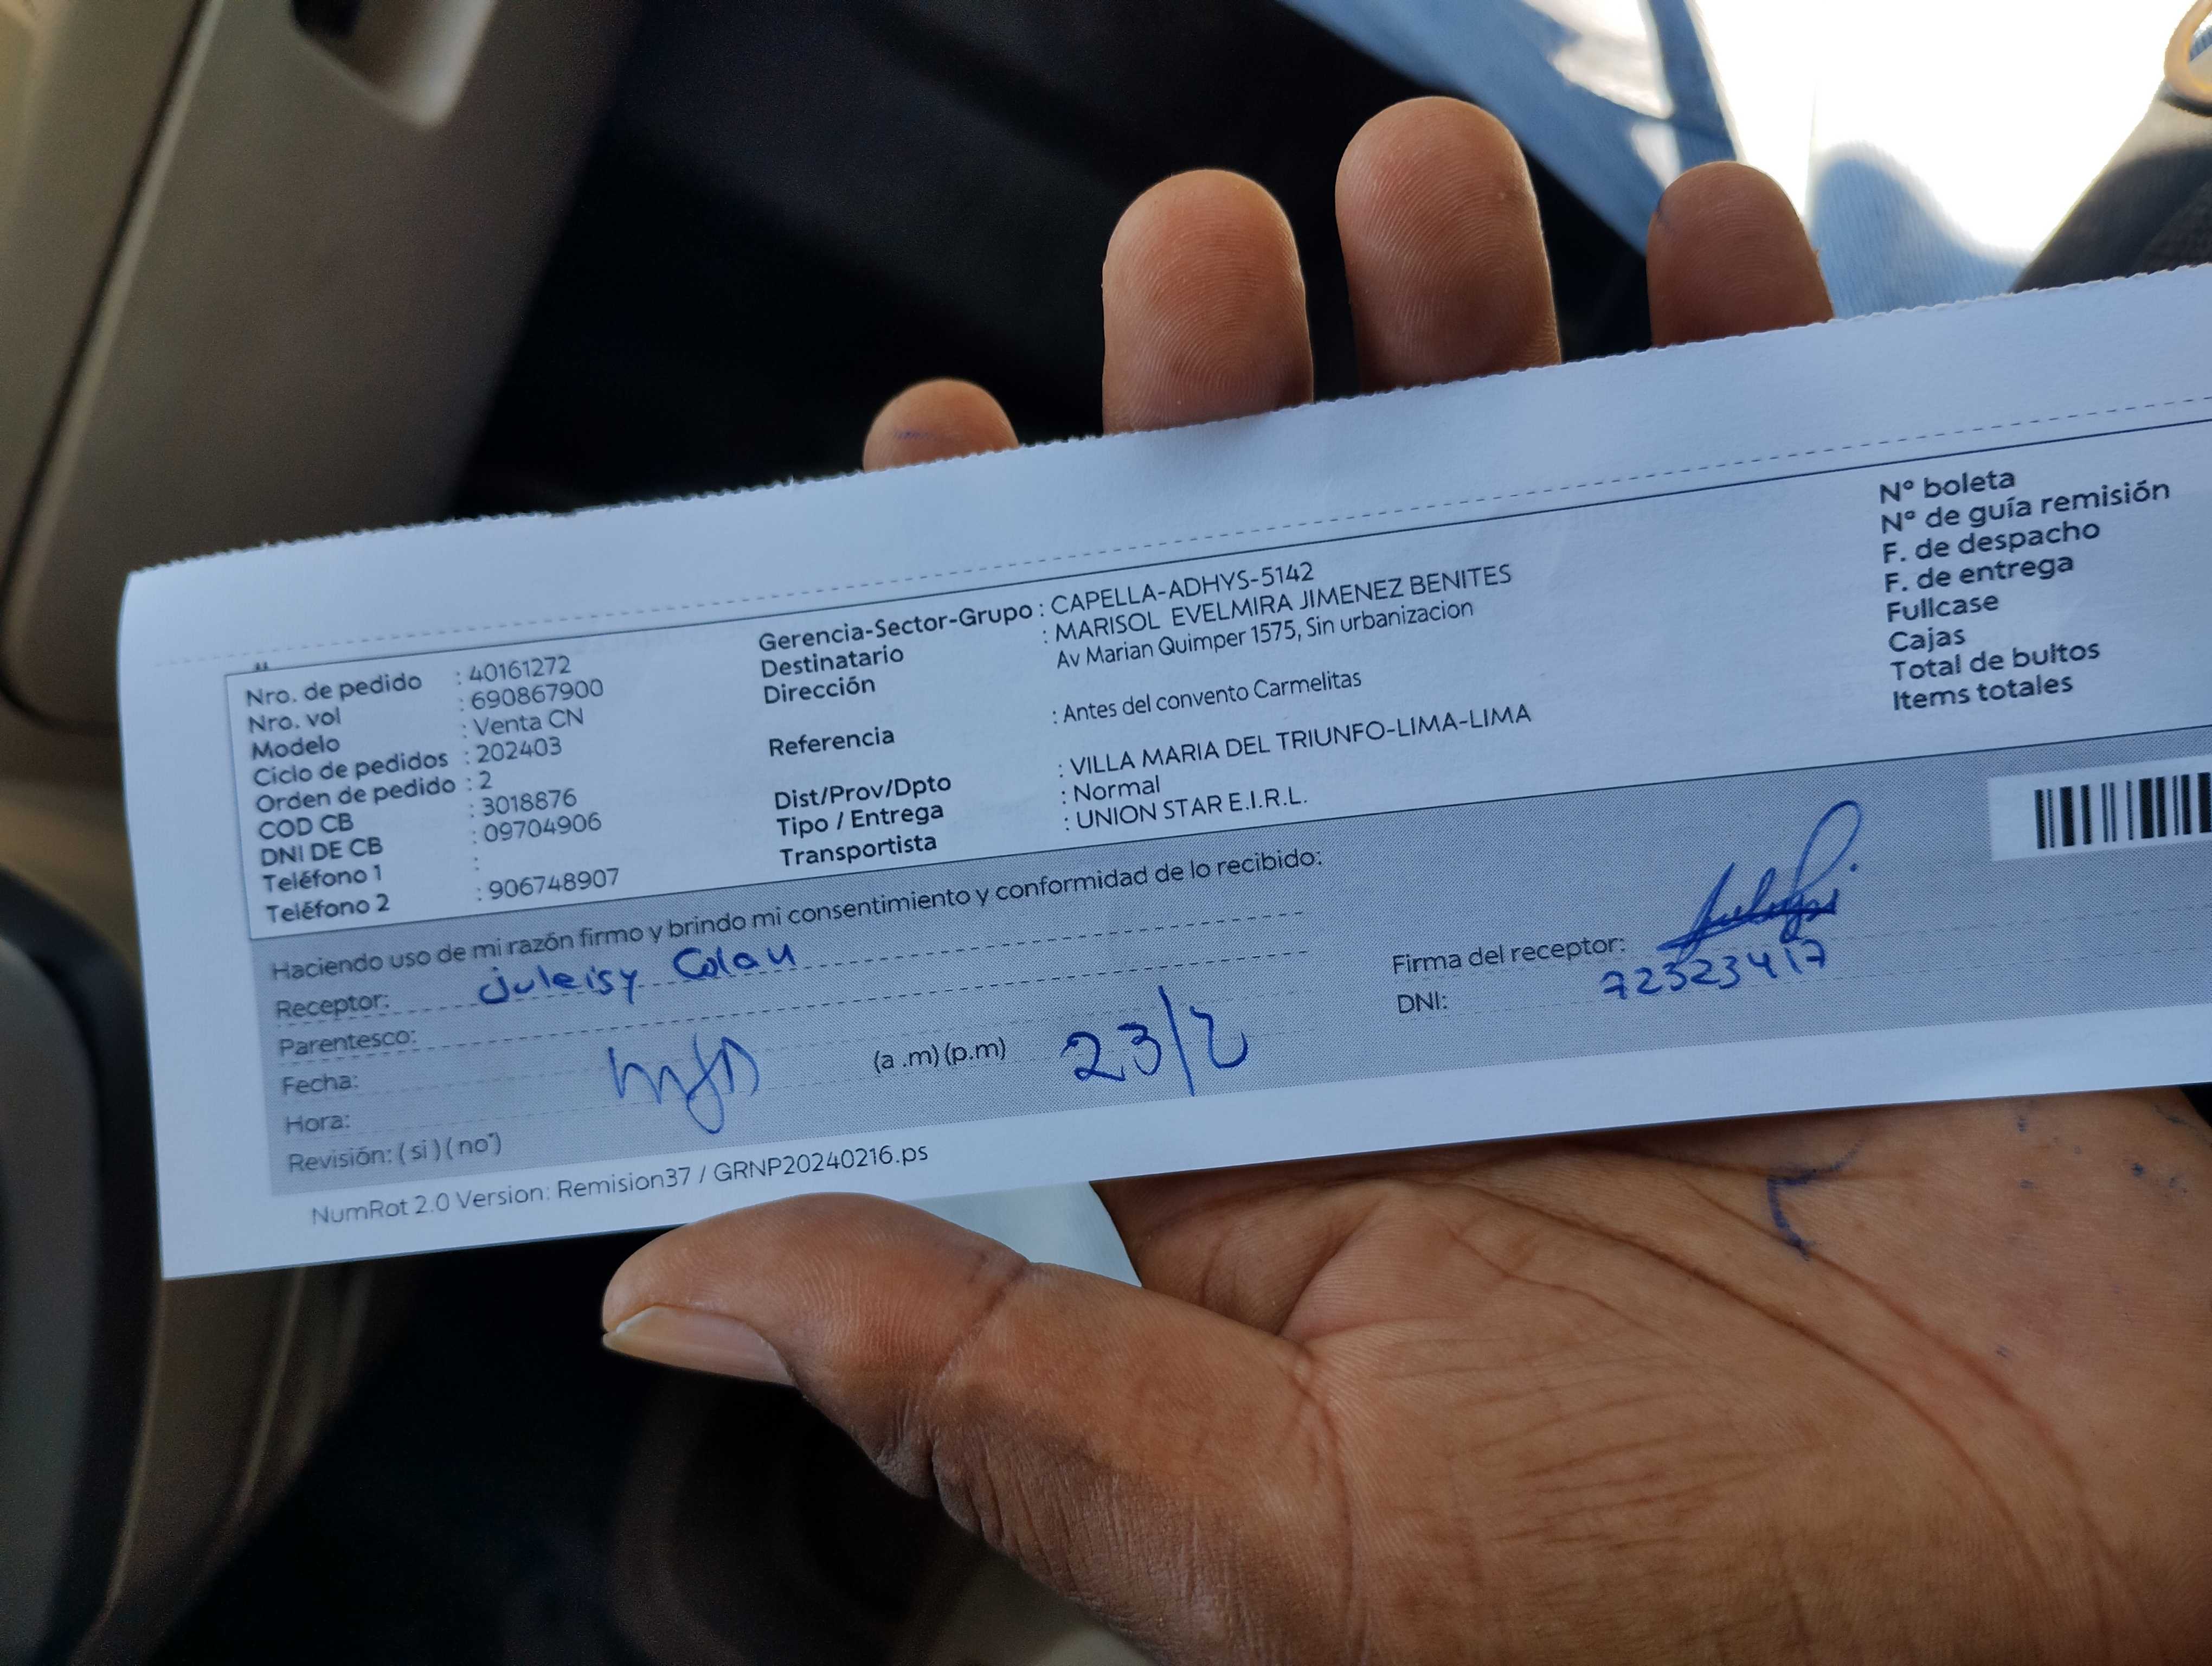 Nro. de pedido : 40161272
Nro. vol : 690867900
Modelo : Venta CN
Ciclo de pedidos : 202403
Orden de pedido : 2
COD CB : 3018876
DNI DE CB : 09704906
Teléfono 1 :
Teléfono 2 : 906748907
Gerencia-Sector-Grupo : CAPELLA-ADHYS-5142
Destinatario : MARISOL EVELMIRA JIMENEZ BENITES
Dirección Av Marian Quimper 1575, Sin urbanizacion
Referencia : Antes del convento Carmelitas
Dist/Prov/Dpto : VILLA MARIA DEL TRIUNFO-LIMA-LIMA
Tipo / Entrega : Normal
Transportista : UNION STAR E.I.R.L.
N° boleta
N° de guía remisión
F. de despacho
F. de entrega
Fullcase
Cajas
Total de bultos
Items totales
Haciendo uso de mi razón firmo y brindo mi consentimiento y conformidad de lo recibido:
Receptor: Juleisy Colan
Parentesco:
Fecha:
Hora: (a .m) (p.m) 23/2
Revisión: ( si ) ( no )
Firma del receptor:
DNI: 72323417
NumRot 2.0 Version: Remision37 / GRNP20240216.ps